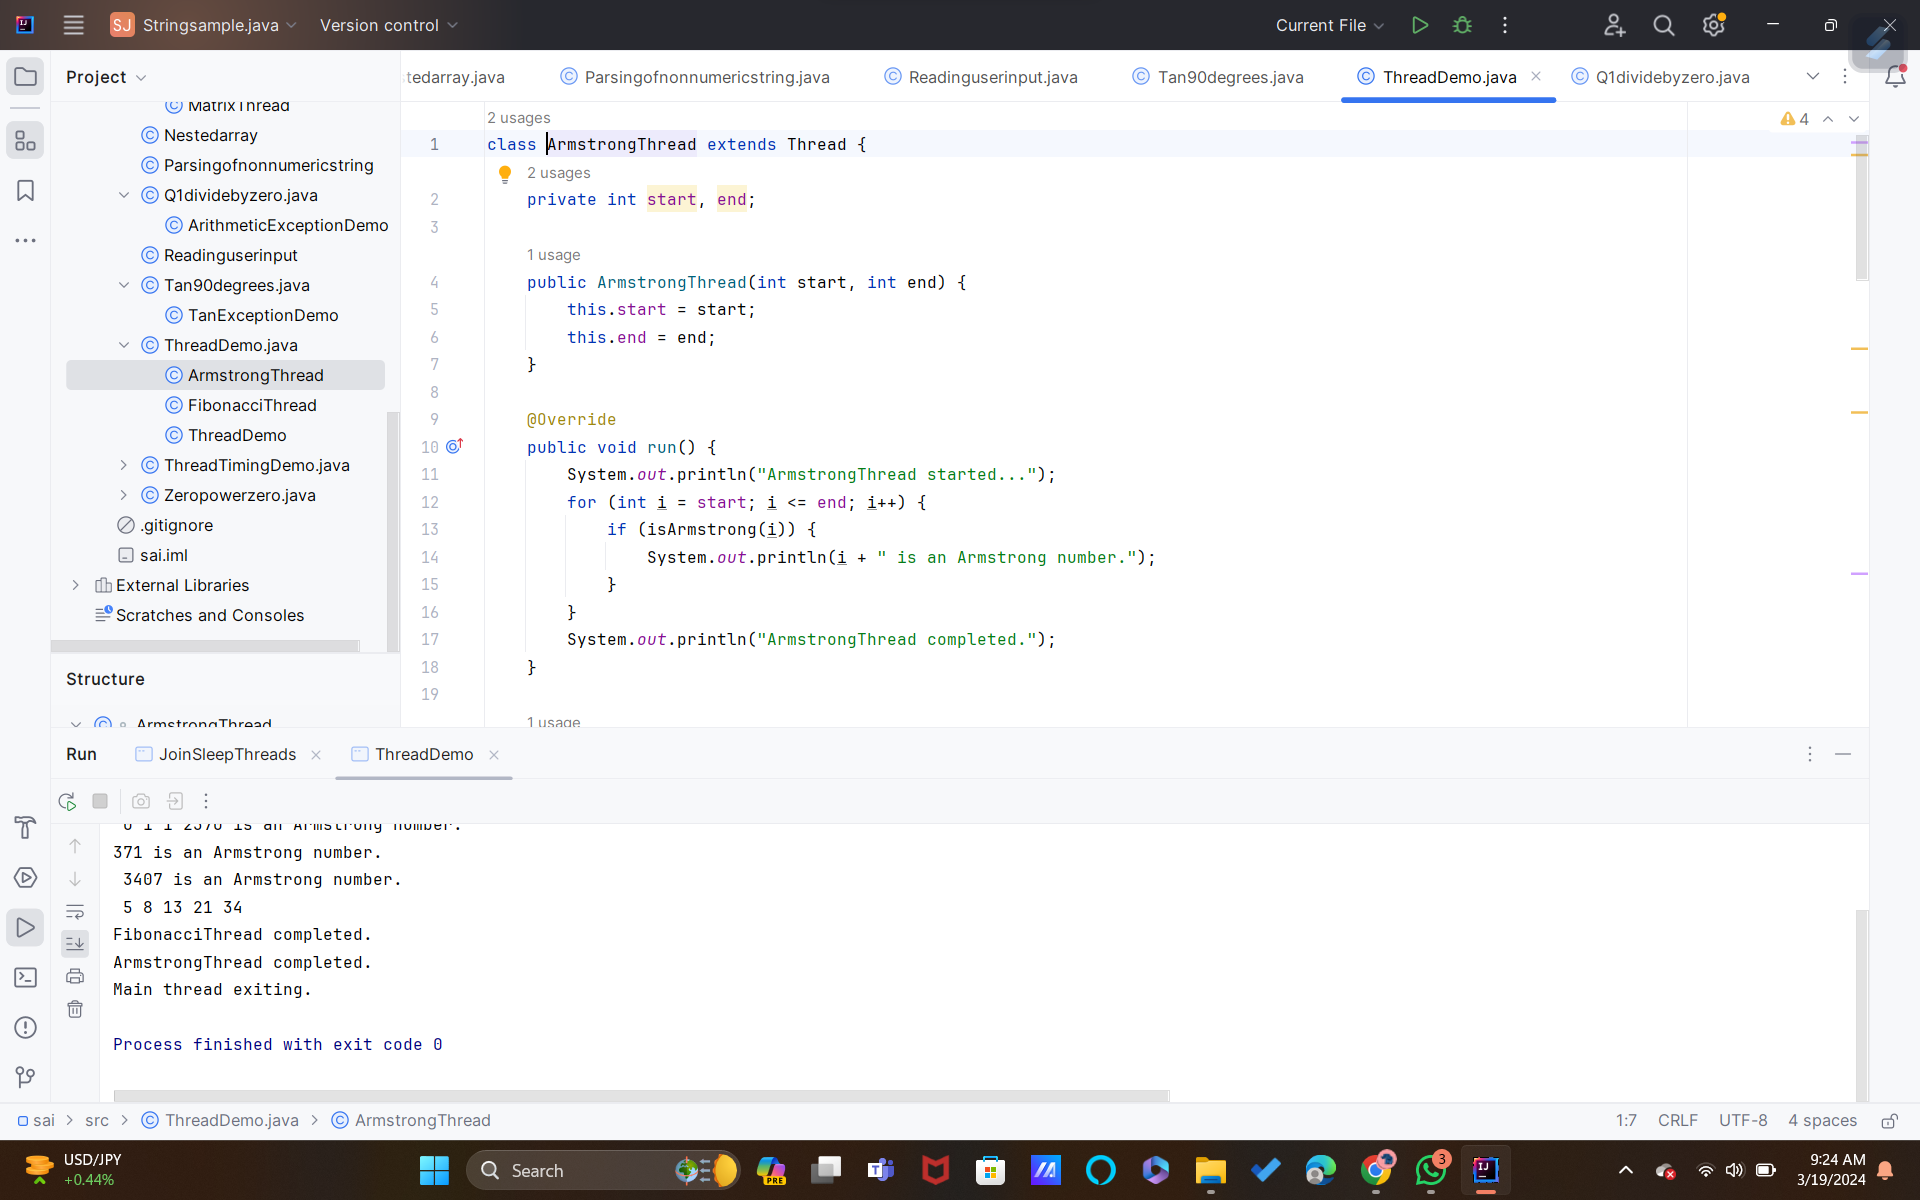 SJ Stringsample.java Version control Current File
Project
tedarray.java Parsingofnonnumericstring.java Readinguserinput.java Tan90degrees.java ThreadDemo.java Q1dividebyzero.java
MatrixThread
Nestedarray
Parsingofnonnumericstring
Q1dividebyzero.java
ArithmeticExceptionDemo
Readinguserinput
Tan90degrees.java
TanExceptionDemo
ThreadDemo.java
ArmstrongThread
FibonacciThread
ThreadDemo
ThreadTimingDemo.java
Zeropowerzero.java
.gitignore
sai.iml
External Libraries
Scratches and Consoles
Structure
ArmstrongThread
2 usages
4
1 class ArmstrongThread extends Thread {
2 usages
2 private int start, end;
3
1 usage
4 public ArmstrongThread(int start, int end) {
5 this.start = start;
6 this.end = end;
7 }
8
9 @Override
10 public void run() {
11 System.out.println("ArmstrongThread started...");
12 for (int i = start; i <= end; i++) {
13 if (isArmstrong(i)) {
14 System.out.println(i + " is an Armstrong number.");
15 }
16 }
17 System.out.println("ArmstrongThread completed.");
18 }
19
1 usage
Run JoinSleepThreads ThreadDemo
0 1 1 2370 is an Armstrong number.
371 is an Armstrong number.
3407 is an Armstrong number.
5 8 13 21 34
FibonacciThread completed.
ArmstrongThread completed.
Main thread exiting.
Process finished with exit code 0
sai > src > ThreadDemo.java > ArmstrongThread 1:7 CRLF UTF-8 4 spaces
USD/JPY
+0.44%
Search
PRE
3
9:24 AM
3/19/2024